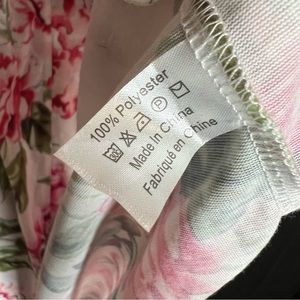 100% Polyester
Made In China
Fabriqué en Chine